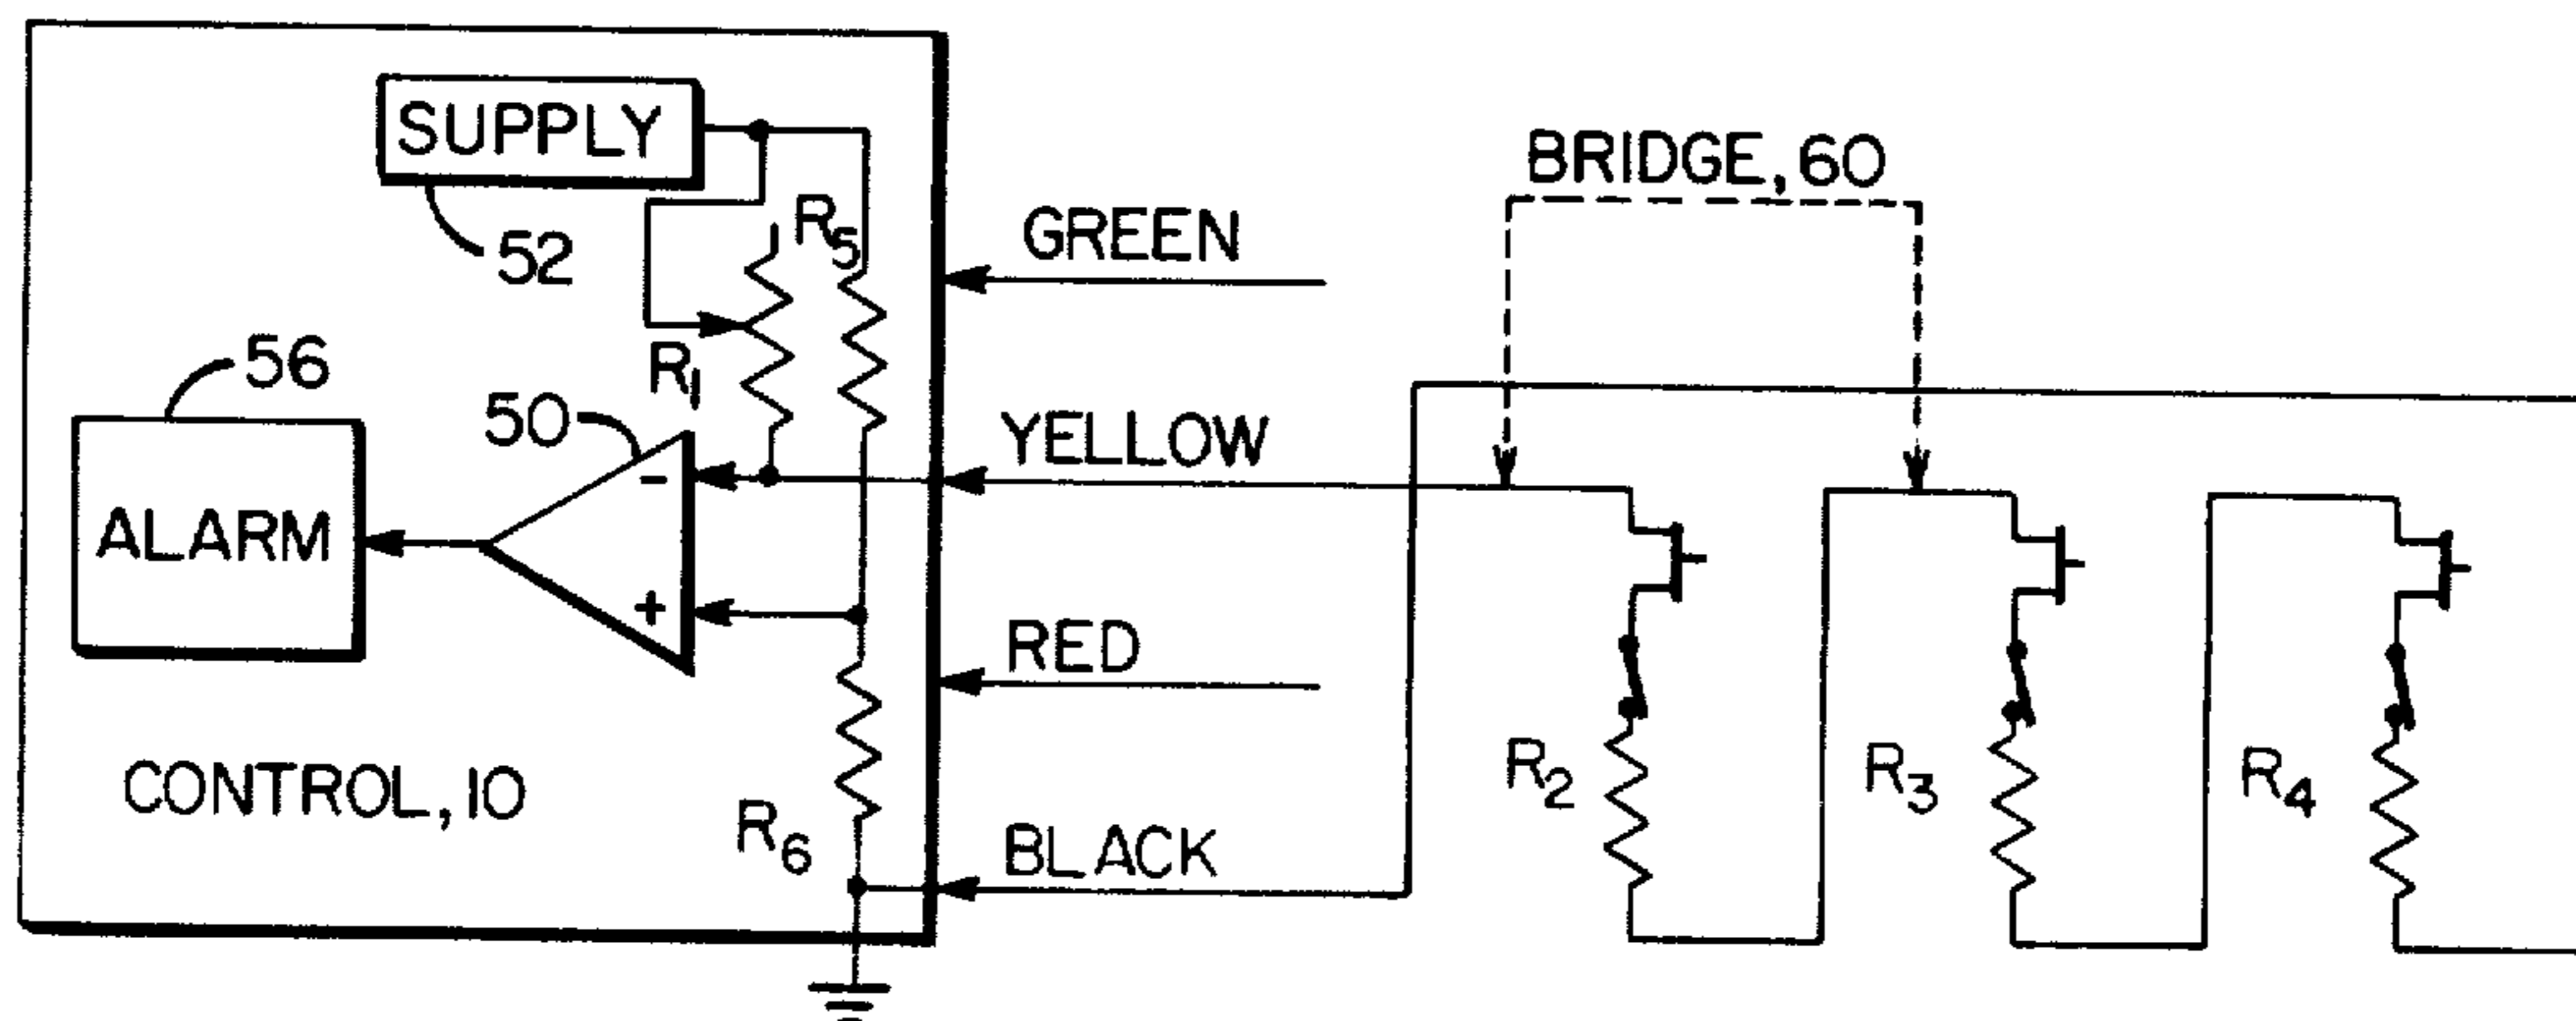 SUPPLY
52
R5
R1
GREEN
BRIDGE, 60
56
50
YELLOW
-
ALARM
+
RED
CONTROL, 10
R6
BLACK
R2
R3
R4